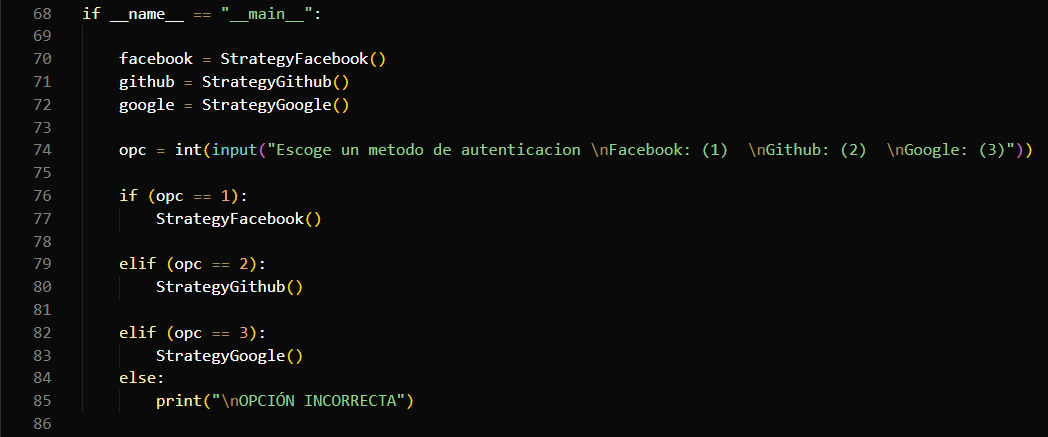 68 if __name__ == "__main__":
69
70 facebook = StrategyFacebook()
71 github = StrategyGithub()
72 google = StrategyGoogle()
73
74 opc = int(input("Escoge un metodo de autenticacion \nFacebook: (1)  \nGithub: (2)  \nGoogle: (3)"))
75
76 if (opc == 1):
77 StrategyFacebook()
78
79 elif (opc == 2):
80 StrategyGithub()
81
82 elif (opc == 3):
83 StrategyGoogle()
84 else:
85 print("\nOPCIÓN INCORRECTA")
86